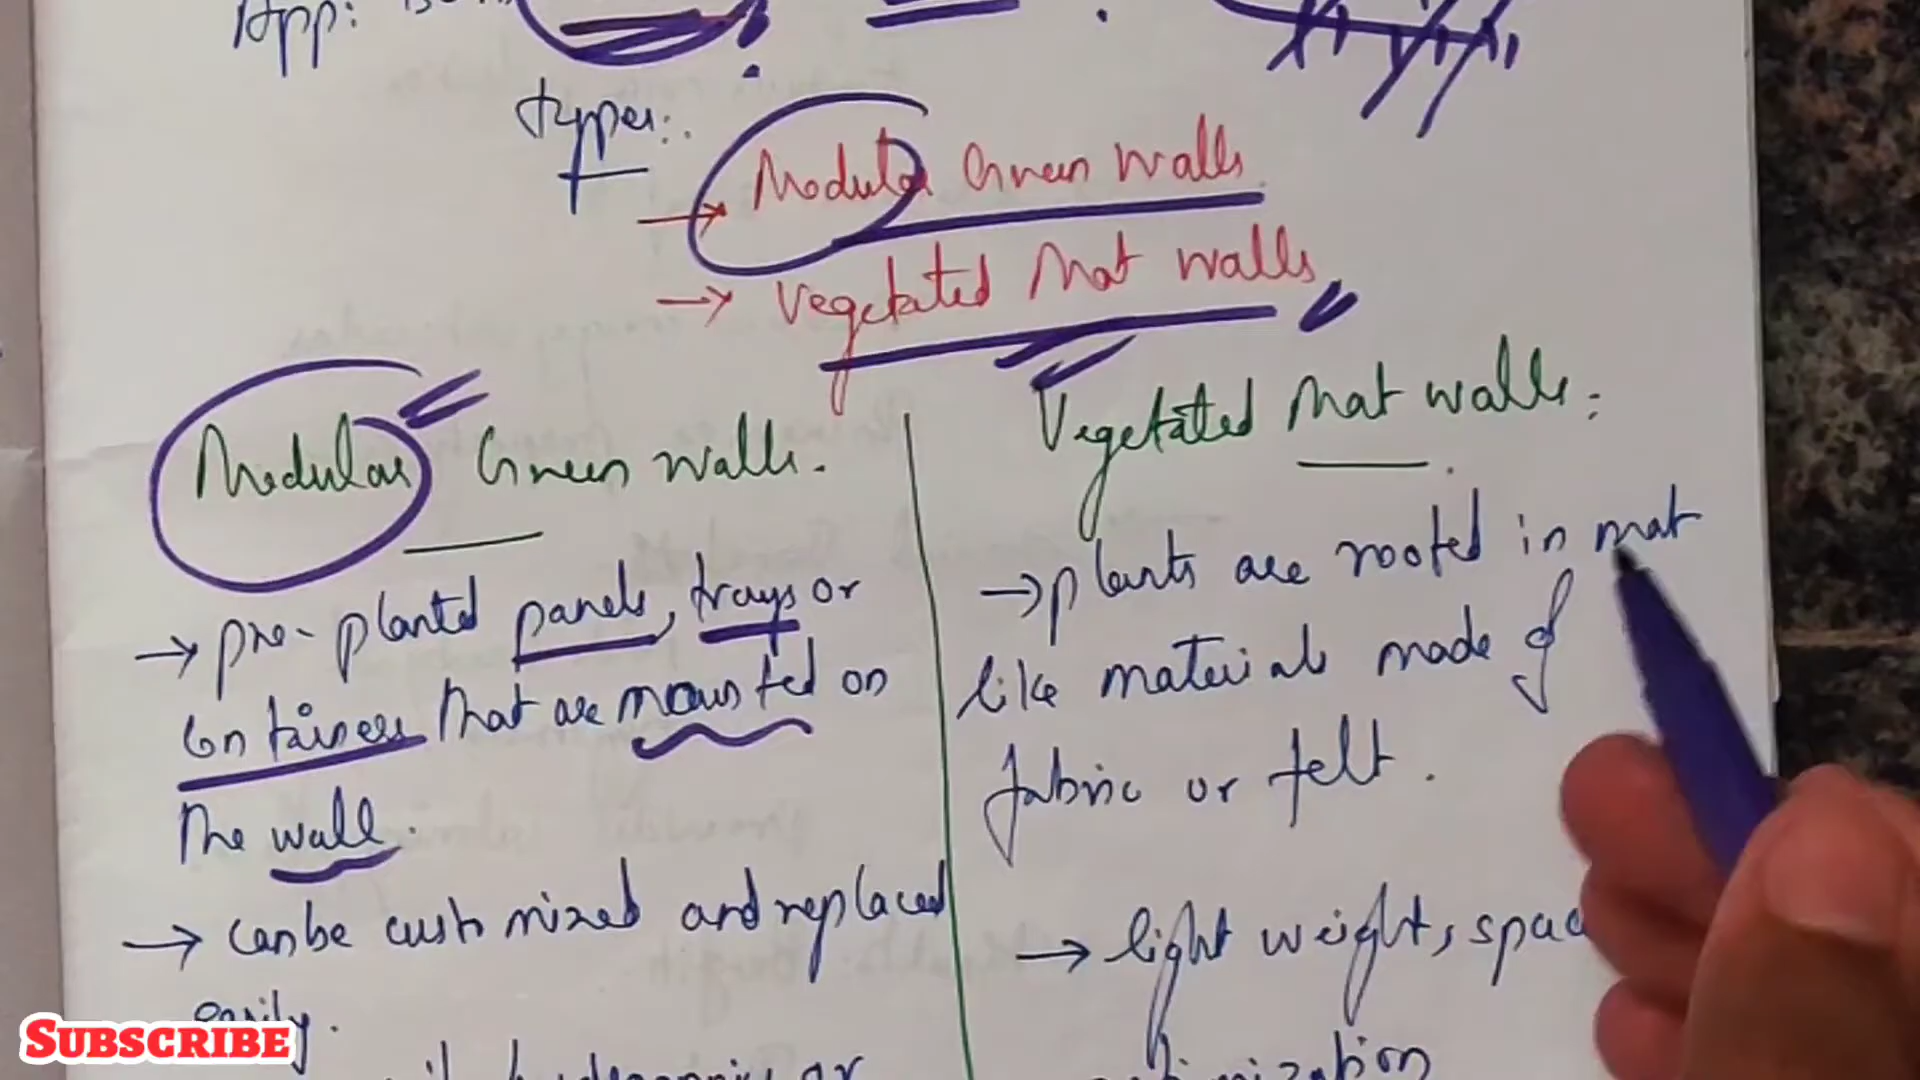 App:
types:
→ Modular Green Walls.
→ Vegetated Mat walls
Modular Green walls.
→ pre-planted panels, trays or
containers that are mounted on
the wall.
→ can be customized and replaced
easily.
or
Vegetated Mat walls:
→ plants are rooted in mat
like materials made of
fabric or felt.
→ light weight,
SUBSCRIBE